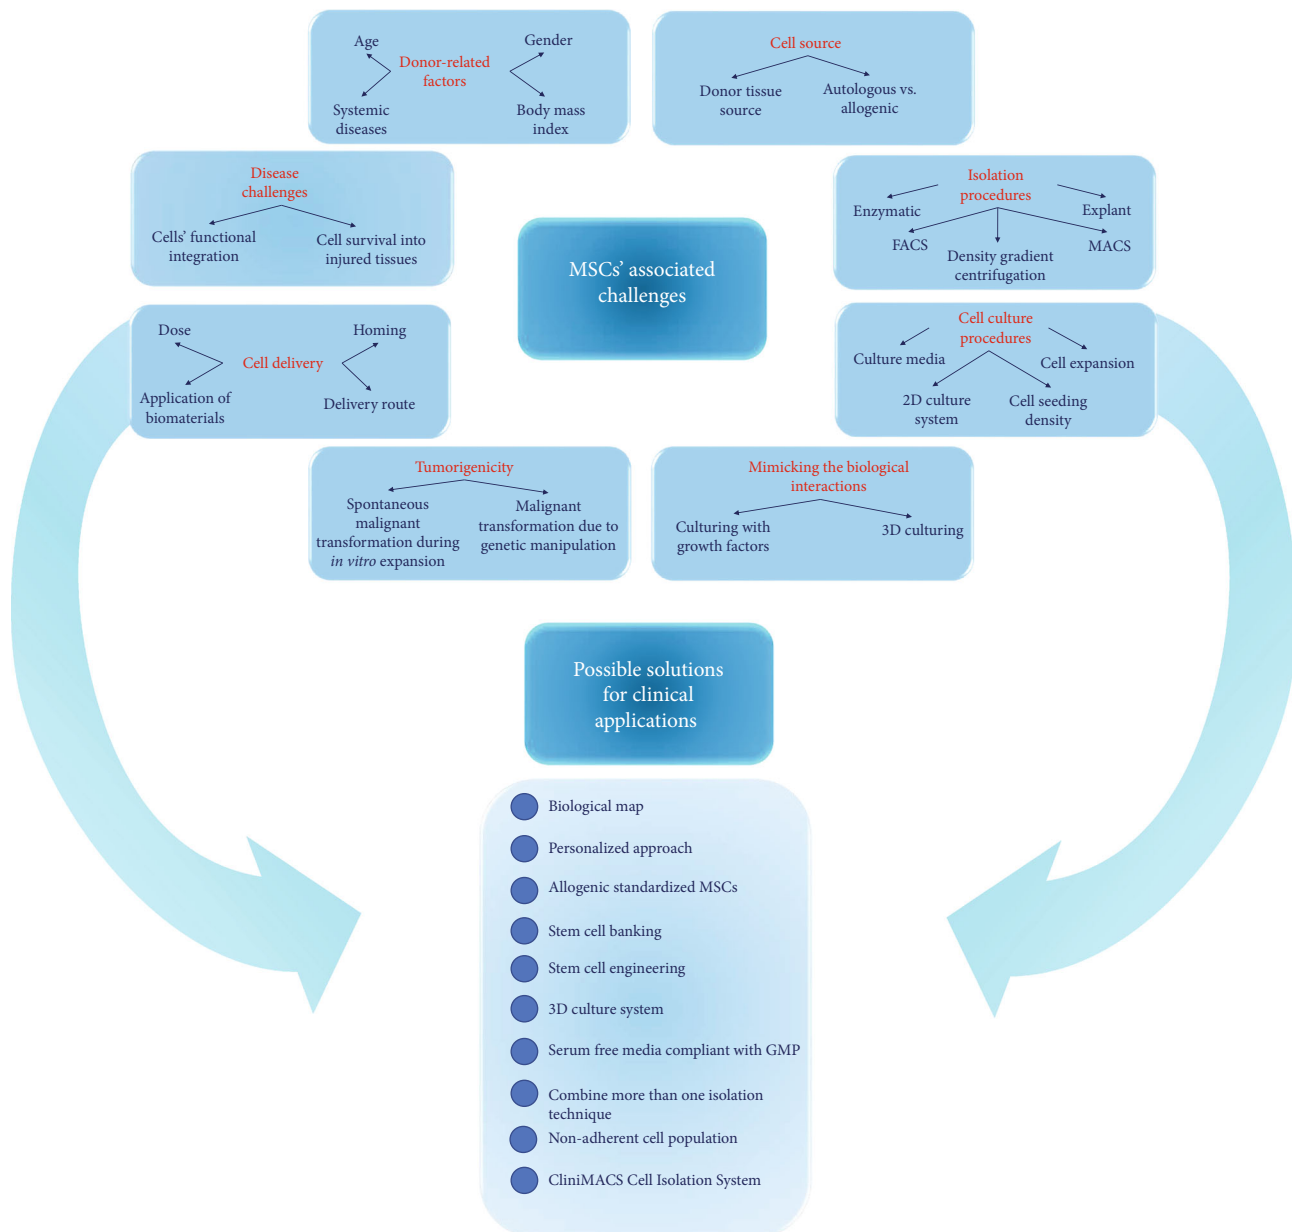 Age
Gender
Donor-related
factors
Systemic
diseases
Body mass
index
Cell source
Donor tissue
source
Autologous vs.
allogenic
Disease
challenges
Cells' functional
integration
Cell survival into
injured tissues
Isolation
procedures
Enzymatic
Explant
FACS
MACS
Density gradient
centrifugation
MSCs' associated
challenges
Dose
Homing
Cell delivery
Application of
biomaterials
Delivery route
Cell culture
procedures
Culture media
Cell expansion
2D culture
system
Cell seeding
density
Tumorigenicity
Spontaneous
malignant
transformation during
in vitro expansion
Malignant
transformation due to
genetic manipulation
Mimicking the biological
interactions
Culturing with
growth factors
3D culturing
Possible solutions
for clinical
applications
Biological map
Personalized approach
Allogenic standardized MSCs
Stem cell banking
Stem cell engineering
3D culture system
Serum free media compliant with GMP
Combine more than one isolation
technique
Non-adherent cell population
CliniMACS Cell Isolation System